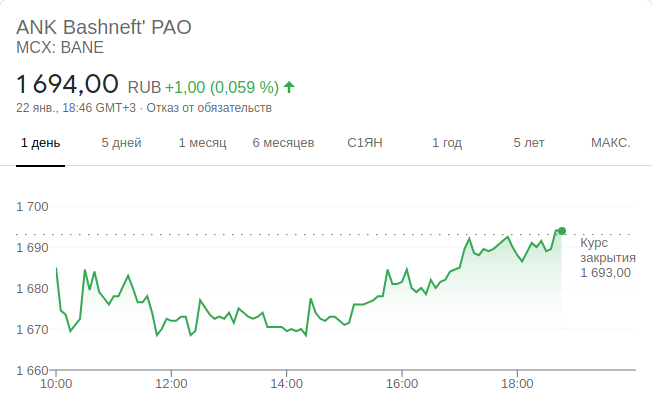 ANK Bashneft' PAO
MCX: BANE
1 694,00 RUB +1,00 (0,059 %)
22 янв., 18:46 GMT+3 · Отказ от обязательств
1 день 5 дней 1 месяц 6 месяцев С1ЯН 1 год 5 лет МАКС.
1 700
1 690
1 680
1 670
1 660
Курс
закрытия
1 693,00
10:00 12:00 14:00 16:00 18:00